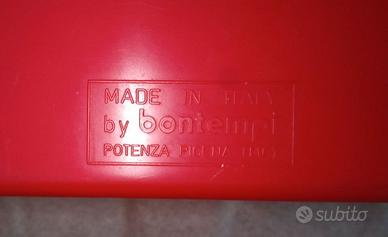 MADE IN ITALY
by bontempi
POTENZA PICENA ITALY
subito